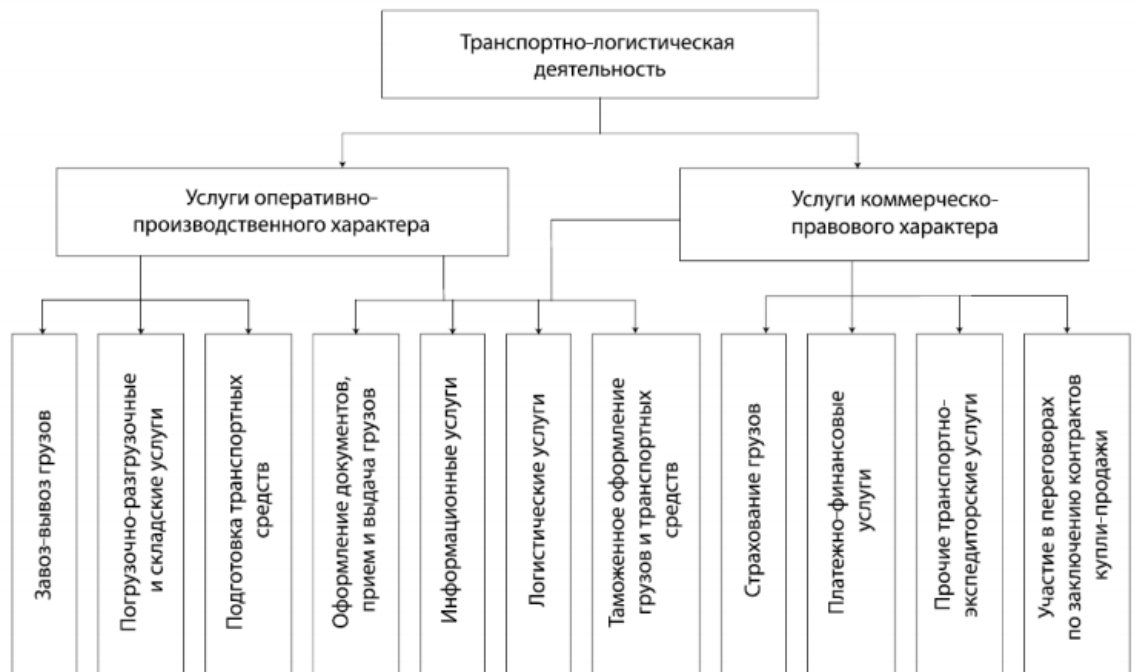 Транспортно-логистическая
деятельность
Услуги оперативно-
производственного характера
Услуги коммерческо-
правового характера
Завоз-вывоз грузов
Погрузочно-разгрузочные
и складские услуги
Подготовка транспортных
средств
Оформление документов,
прием и выдача грузов
Информационные услуги
Логистические услуги
Таможенное оформление
грузов и транспортных
средств
Страхование грузов
Платежно-финансовые
услуги
Прочие транспортно-
экспедиторские услуги
Участие в переговорах
по заключению контрактов
купли-продажи